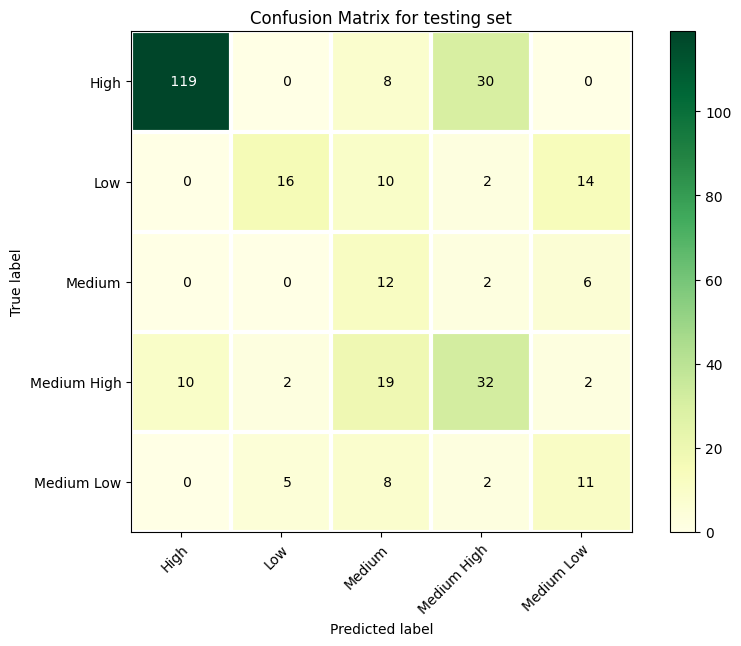 Confusion Matrix for testing set
True label
High 119 0 8 30 0
Low 0 16 10 2 14
Medium 0 0 12 2 6
Medium High 10 2 19 32 2
Medium Low 0 5 8 2 11
High Low Medium Medium High Medium Low
Predicted label
100
80
60
40
20
0